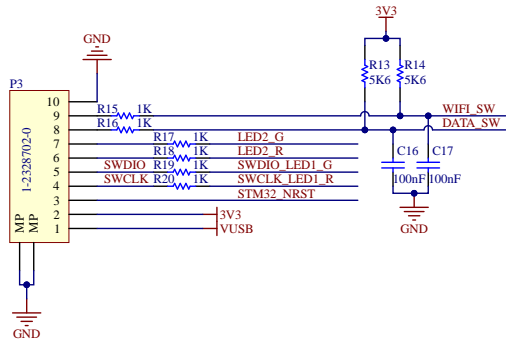 3V3
GND
R13 R14
5K6 5K6
P3
10
R15 1K WIFI_SW
9
R16 1K DATA_SW
8
R17 1K LED2_G
7
R18 1K LED2_R
6
SWDIO R19 1K SWDIO_LED1_G
5
SWCLK R20 1K SWCLK_LED1_R
4
STM32_NRST
3
2 3V3
1 VUSB
1-2328702-0
MP MP
C16 C17
100nF 100nF
GND
GND